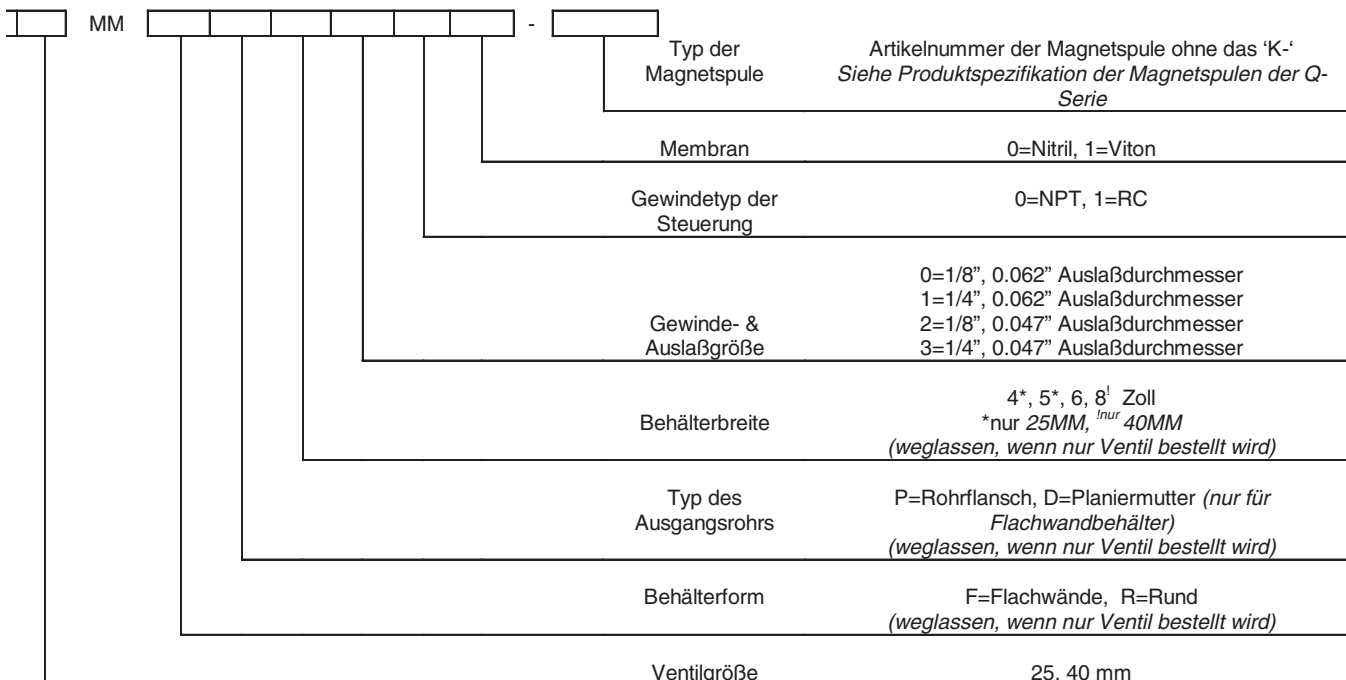 MM -
Typ der
Magnetspule
Artikelnummer der Magnetspule ohne das ‘K-‘
Siehe Produktspezifikation der Magnetspulen der Q-
Serie
Membran
0=Nitril, 1=Viton
Gewindetyp der
Steuerung
0=NPT, 1=RC
Gewinde- &
Auslaßgröße
0=1/8”, 0.062” Auslaßdurchmesser
1=1/4”, 0.062” Auslaßdurchmesser
2=1/8”, 0.047” Auslaßdurchmesser
3=1/4”, 0.047” Auslaßdurchmesser
Behälterbreite
4*, 5*, 6, 8! Zoll
*nur 25MM, !nur 40MM
(weglassen, wenn nur Ventil bestellt wird)
Typ des
Ausgangsrohrs
P=Rohrflansch, D=Planiermutter (nur für
Flachwandbehälter)
(weglassen, wenn nur Ventil bestellt wird)
Behälterform
F=Flachwände, R=Rund
(weglassen, wenn nur Ventil bestellt wird)
Ventilgröße
25, 40 mm